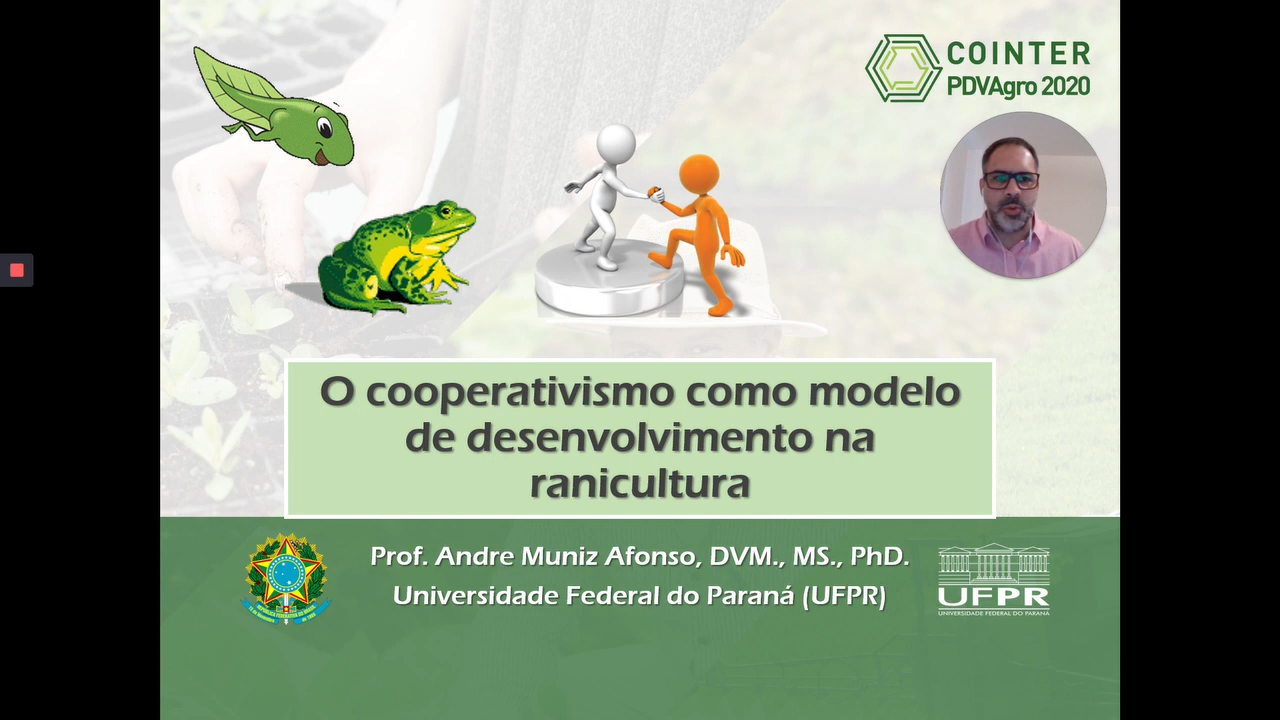 COINTER
PDVAgro 2020
O cooperativismo como modelo
de desenvolvimento na
ranicultura
Prof. Andre Muniz Afonso, DVM., MS., PhD.
Universidade Federal do Paraná (UFPR)
UFPR
UNIVERSIDADE FEDERAL DO PARANÁ